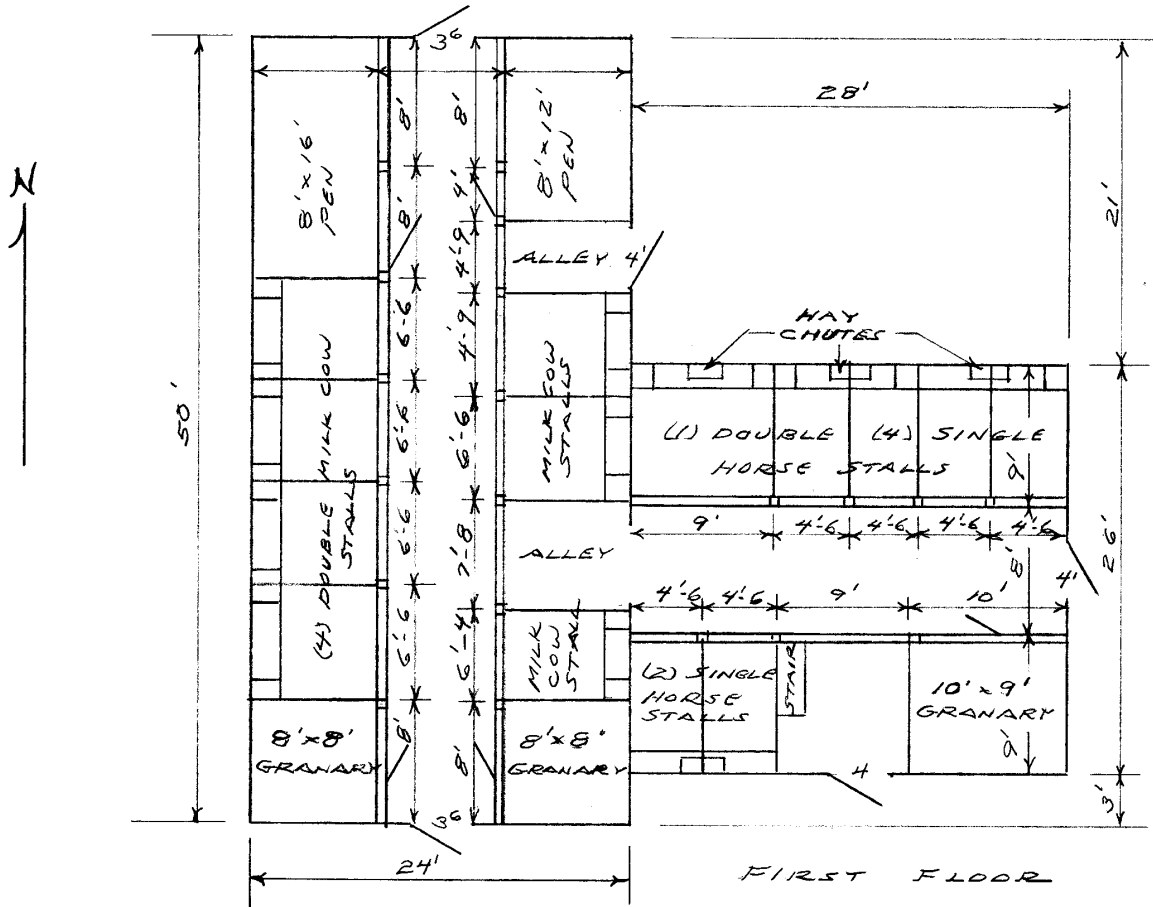 N
3⁶
50'
8'
8'
28'
21'
8'x16'
PEN
8'x12'
PEN
8'
4'
4'-9
ALLEY 4'
HAY
CHUTES
6-6
4'-9
(4) DOUBLE MILK COW
STALLS
MILK COW
STALLS
6'-6
6'-6
(1) DOUBLE (4) SINGLE
HORSE STALLS
9'
6'-6
7'-8
ALLEY
9'
4'-6
4'-6
4'-6
4'-6
8'
4'
26'
6'-6
6'-4
MILK
COW
STALL
4'-6
4'-6
9'
10'
(2) SINGLE
HORSE
STALLS
STAIR
10' x 9'
GRANARY
9'
8'x8'
GRANARY
8'
8'
8'x8'
GRANARY
4
3'
3⁶
24'
FIRST FLOOR